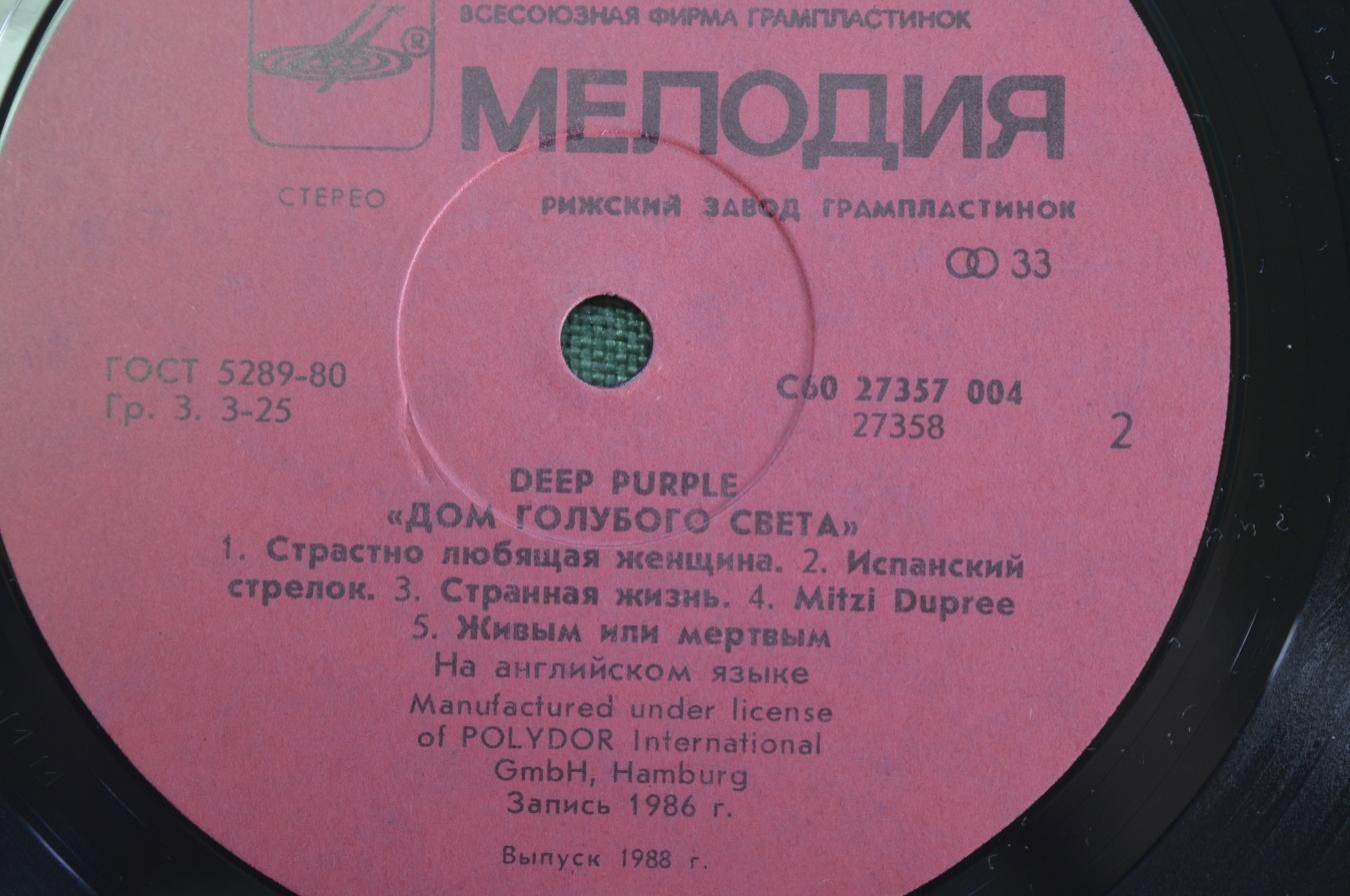 ВСЕСОЮЗНАЯ ФИРМА ГРАМПЛАСТИНОК
®
МЕЛОДИЯ
СТЕРЕО
РИЖСКИЙ ЗАВОД ГРАМПЛАСТИНОК
33
ГОСТ 5289-80
Гр. 3. 3-25
С60 27357 004
27358
2
DEEP PURPLE
«ДОМ ГОЛУБОГО СВЕТА»
1. Страстно любящая женщина. 2. Испанский
стрелок. 3. Странная жизнь. 4. Mitzi Dupree
5. Живым или мертвым
На английском языке
Manufactured under license
of POLYDOR International
GmbH, Hamburg
Запись 1986 г.
Выпуск 1988 г.